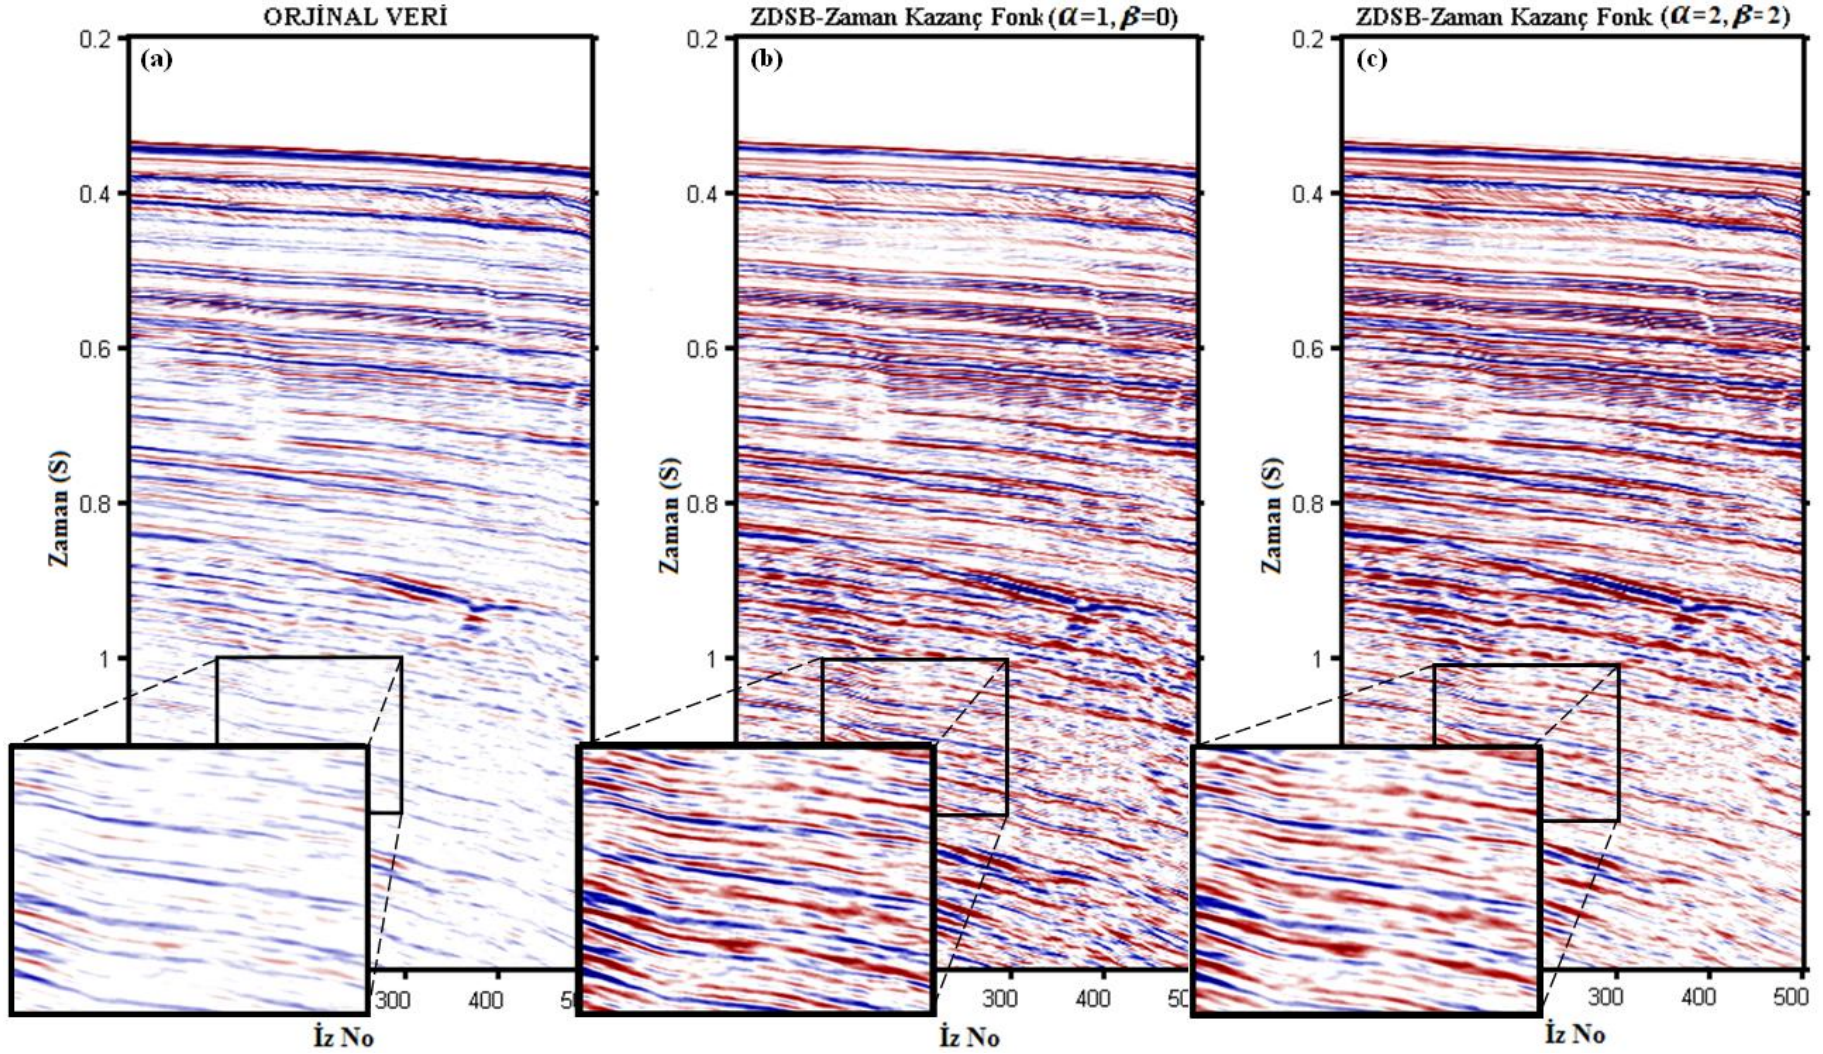 ORJİNAL VERİ
ZDSB-Zaman Kazanç Fonk (α=1, β=0)
ZDSB-Zaman Kazanç Fonk (α=2, β=2)
(a)
(b)
(c)
0.2
0.4
0.6
0.8
1
Zaman (S)
300
400
50
İz No
0.2
0.4
0.6
0.8
1
Zaman (S)
300
400
50
İz No
0.2
0.4
0.6
0.8
1
Zaman (S)
300
400
500
İz No